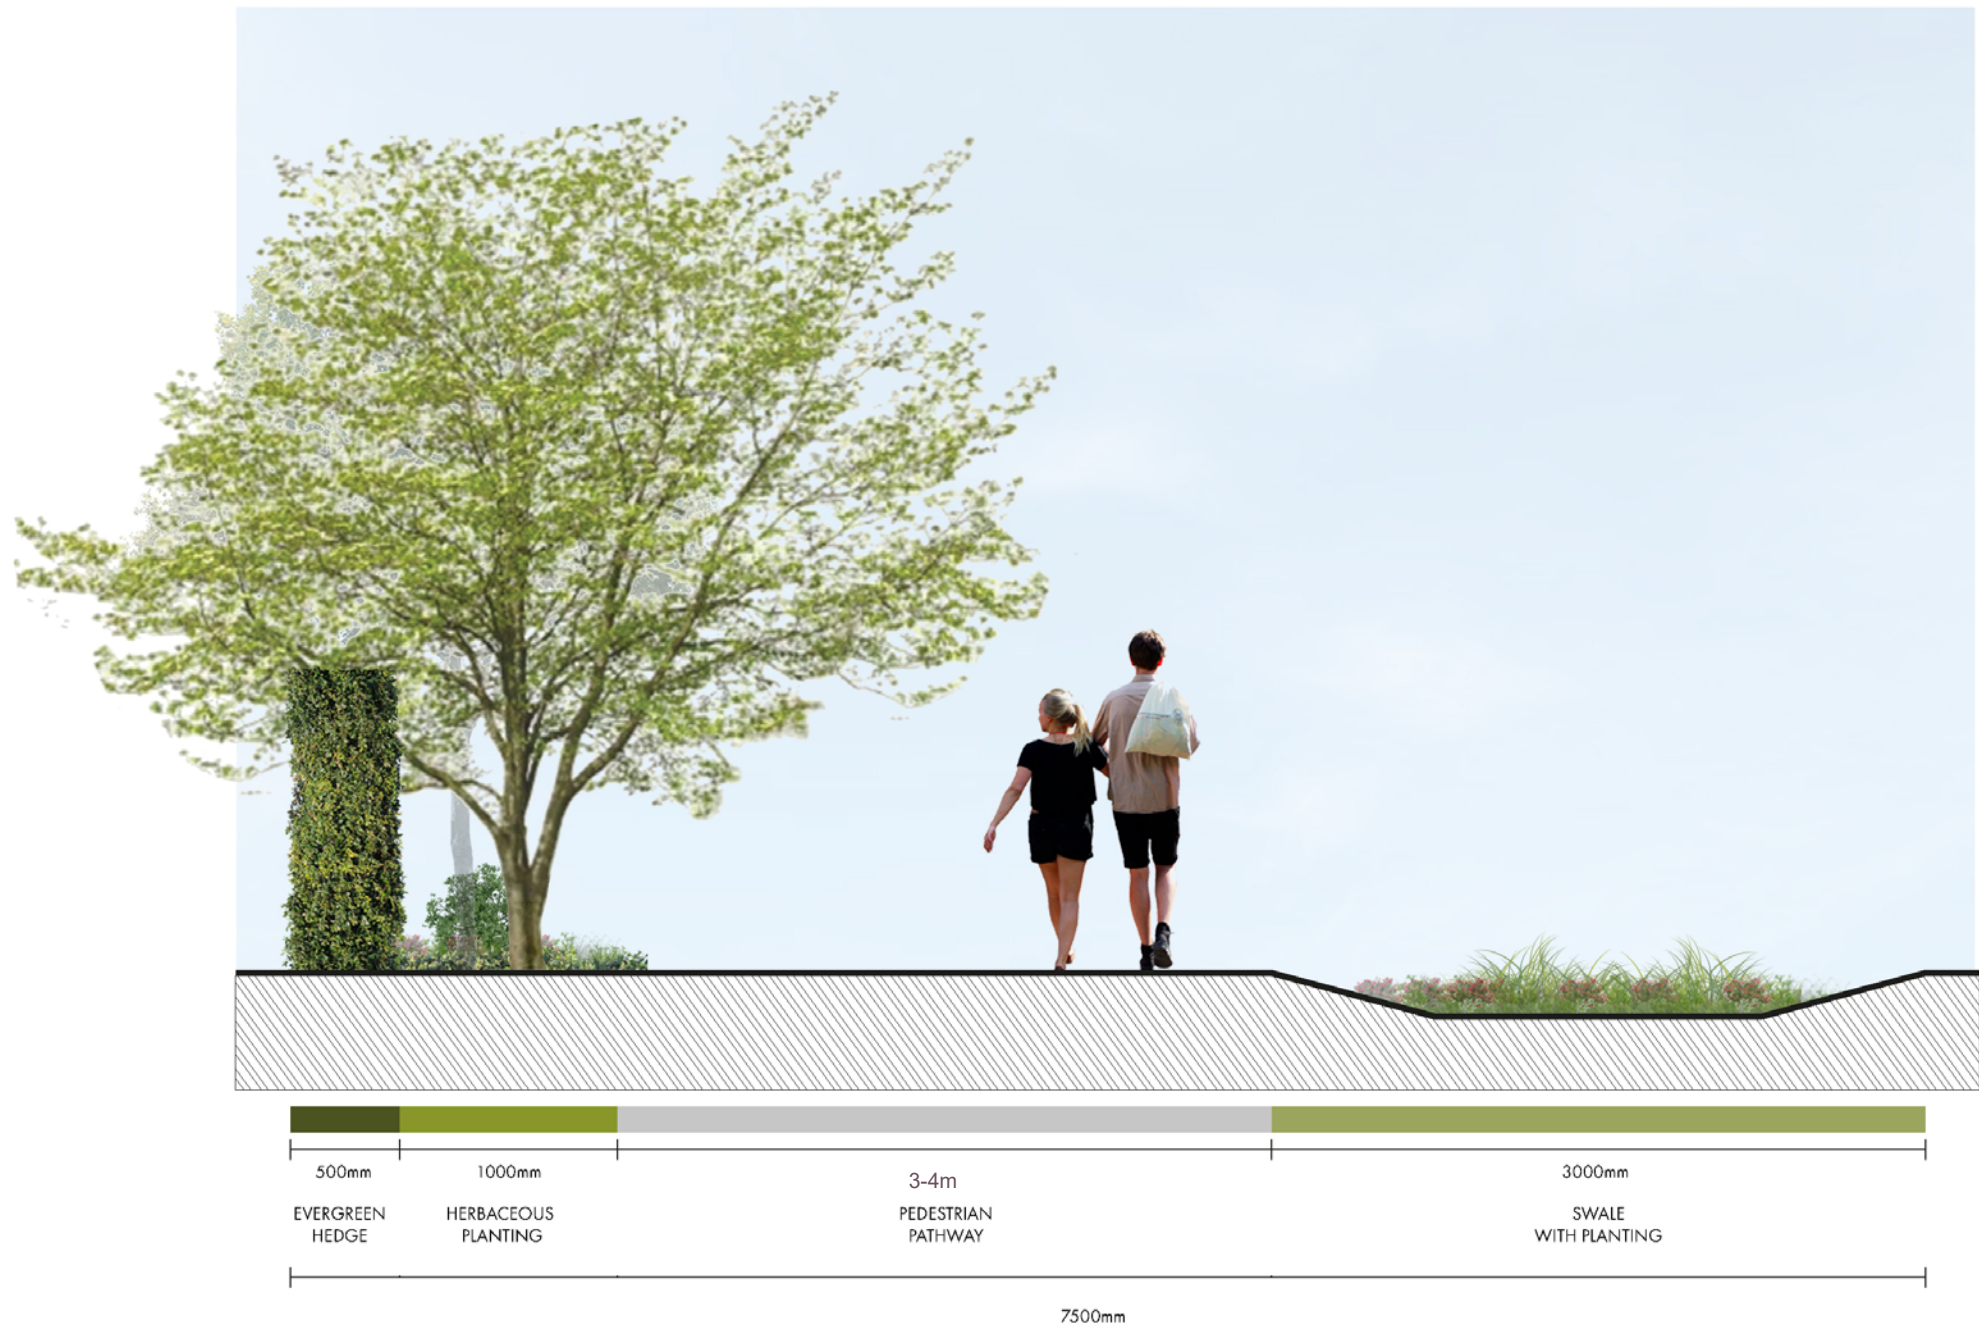 500mm
1000mm
3-4m
3000mm
EVERGREEN
HEDGE
HERBACEOUS
PLANTING
PEDESTRIAN
PATHWAY
SWALE
WITH PLANTING
7500mm